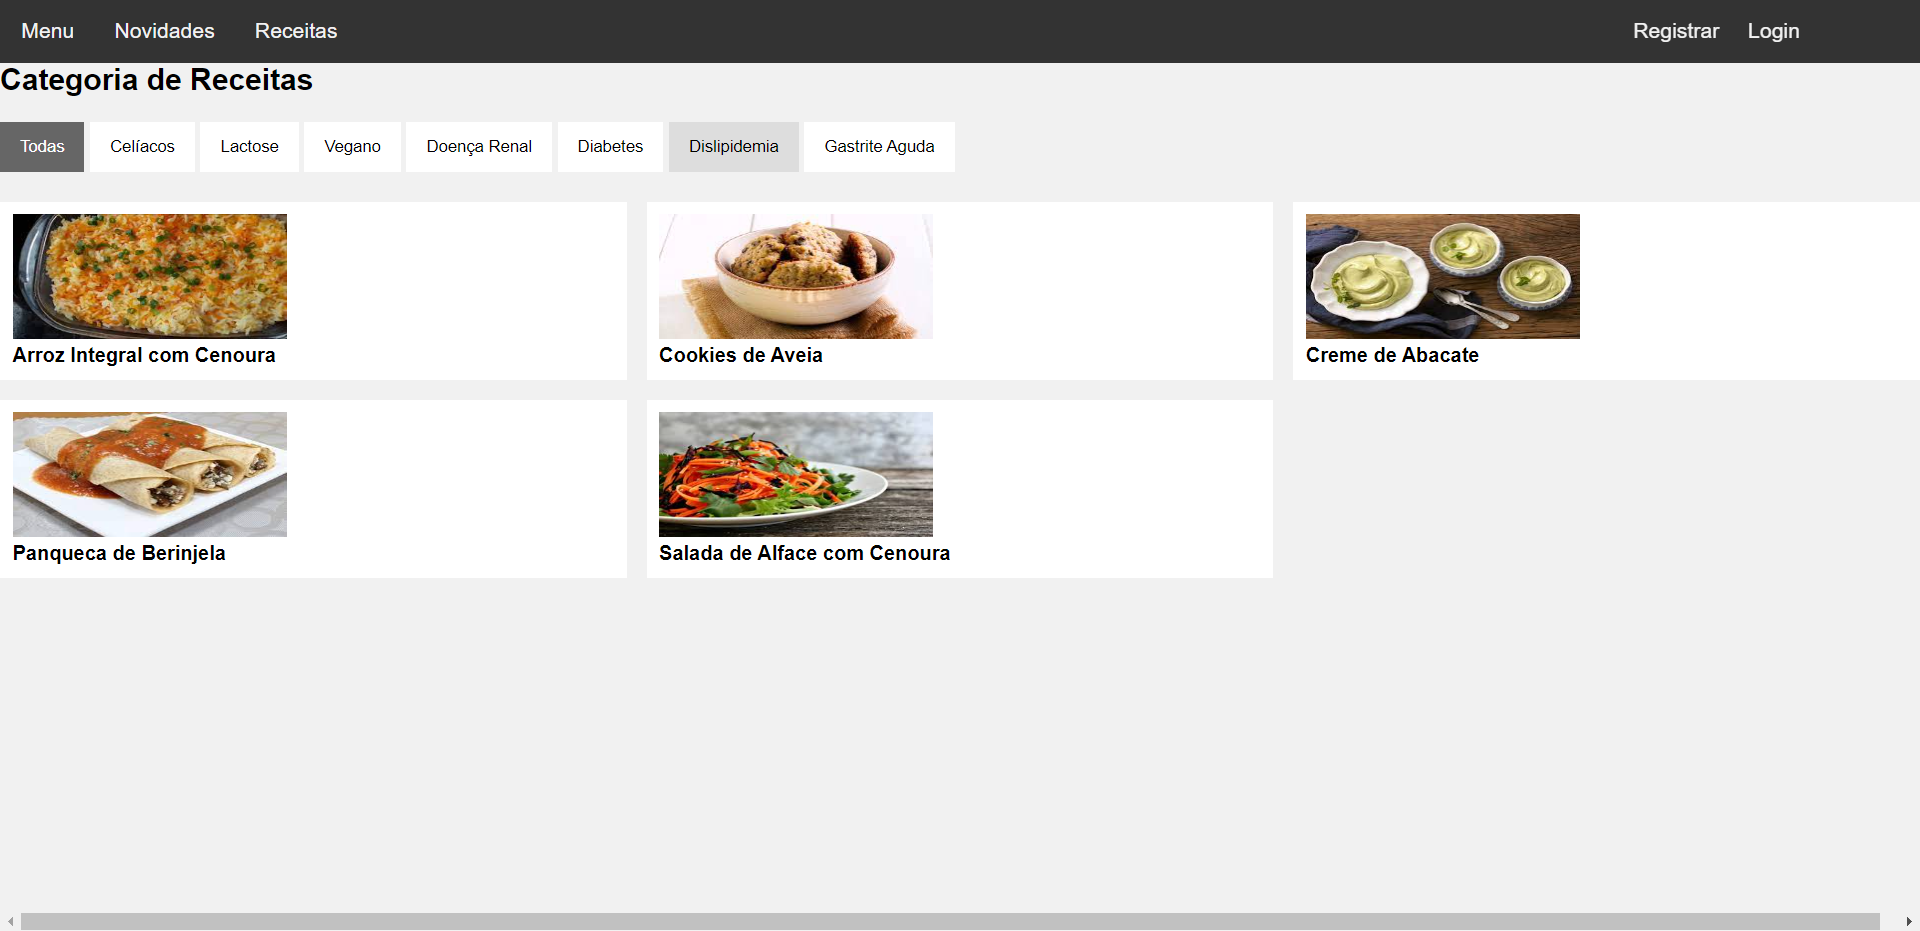 Menu Novidades Receitas Registrar Login
Categoria de Receitas
Todas Celíacos Lactose Vegano Doença Renal Diabetes Dislipidemia Gastrite Aguda
Arroz Integral com Cenoura Cookies de Aveia Creme de Abacate
Panqueca de Berinjela Salada de Alface com Cenoura